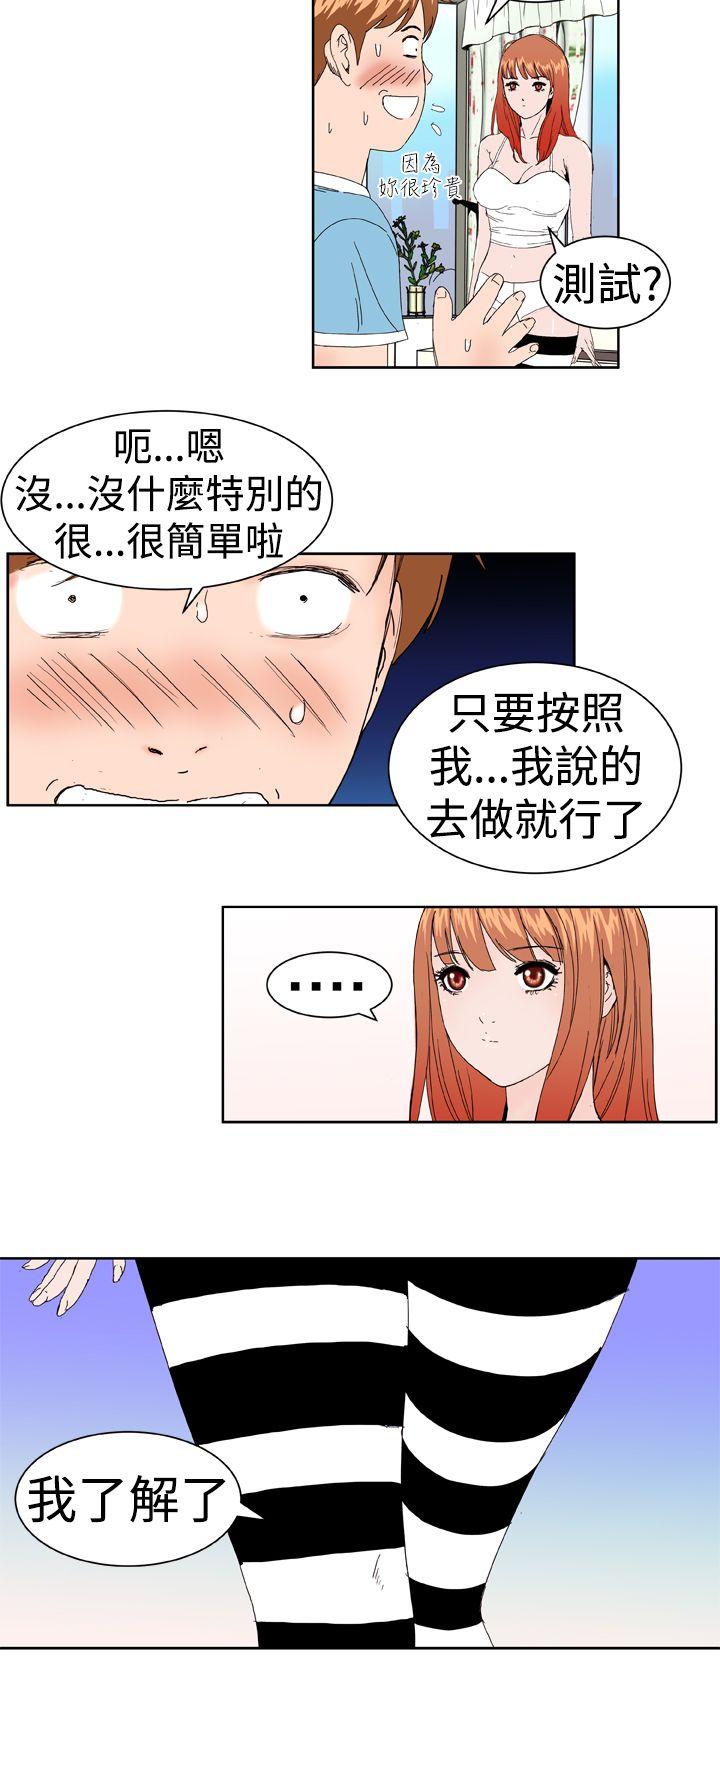 因為
妳很珍貴
測試?
呃...嗯
沒...沒什麼特別的
很...很簡單啦
只要按照
我...我說的
去做就行了
....
我了解了